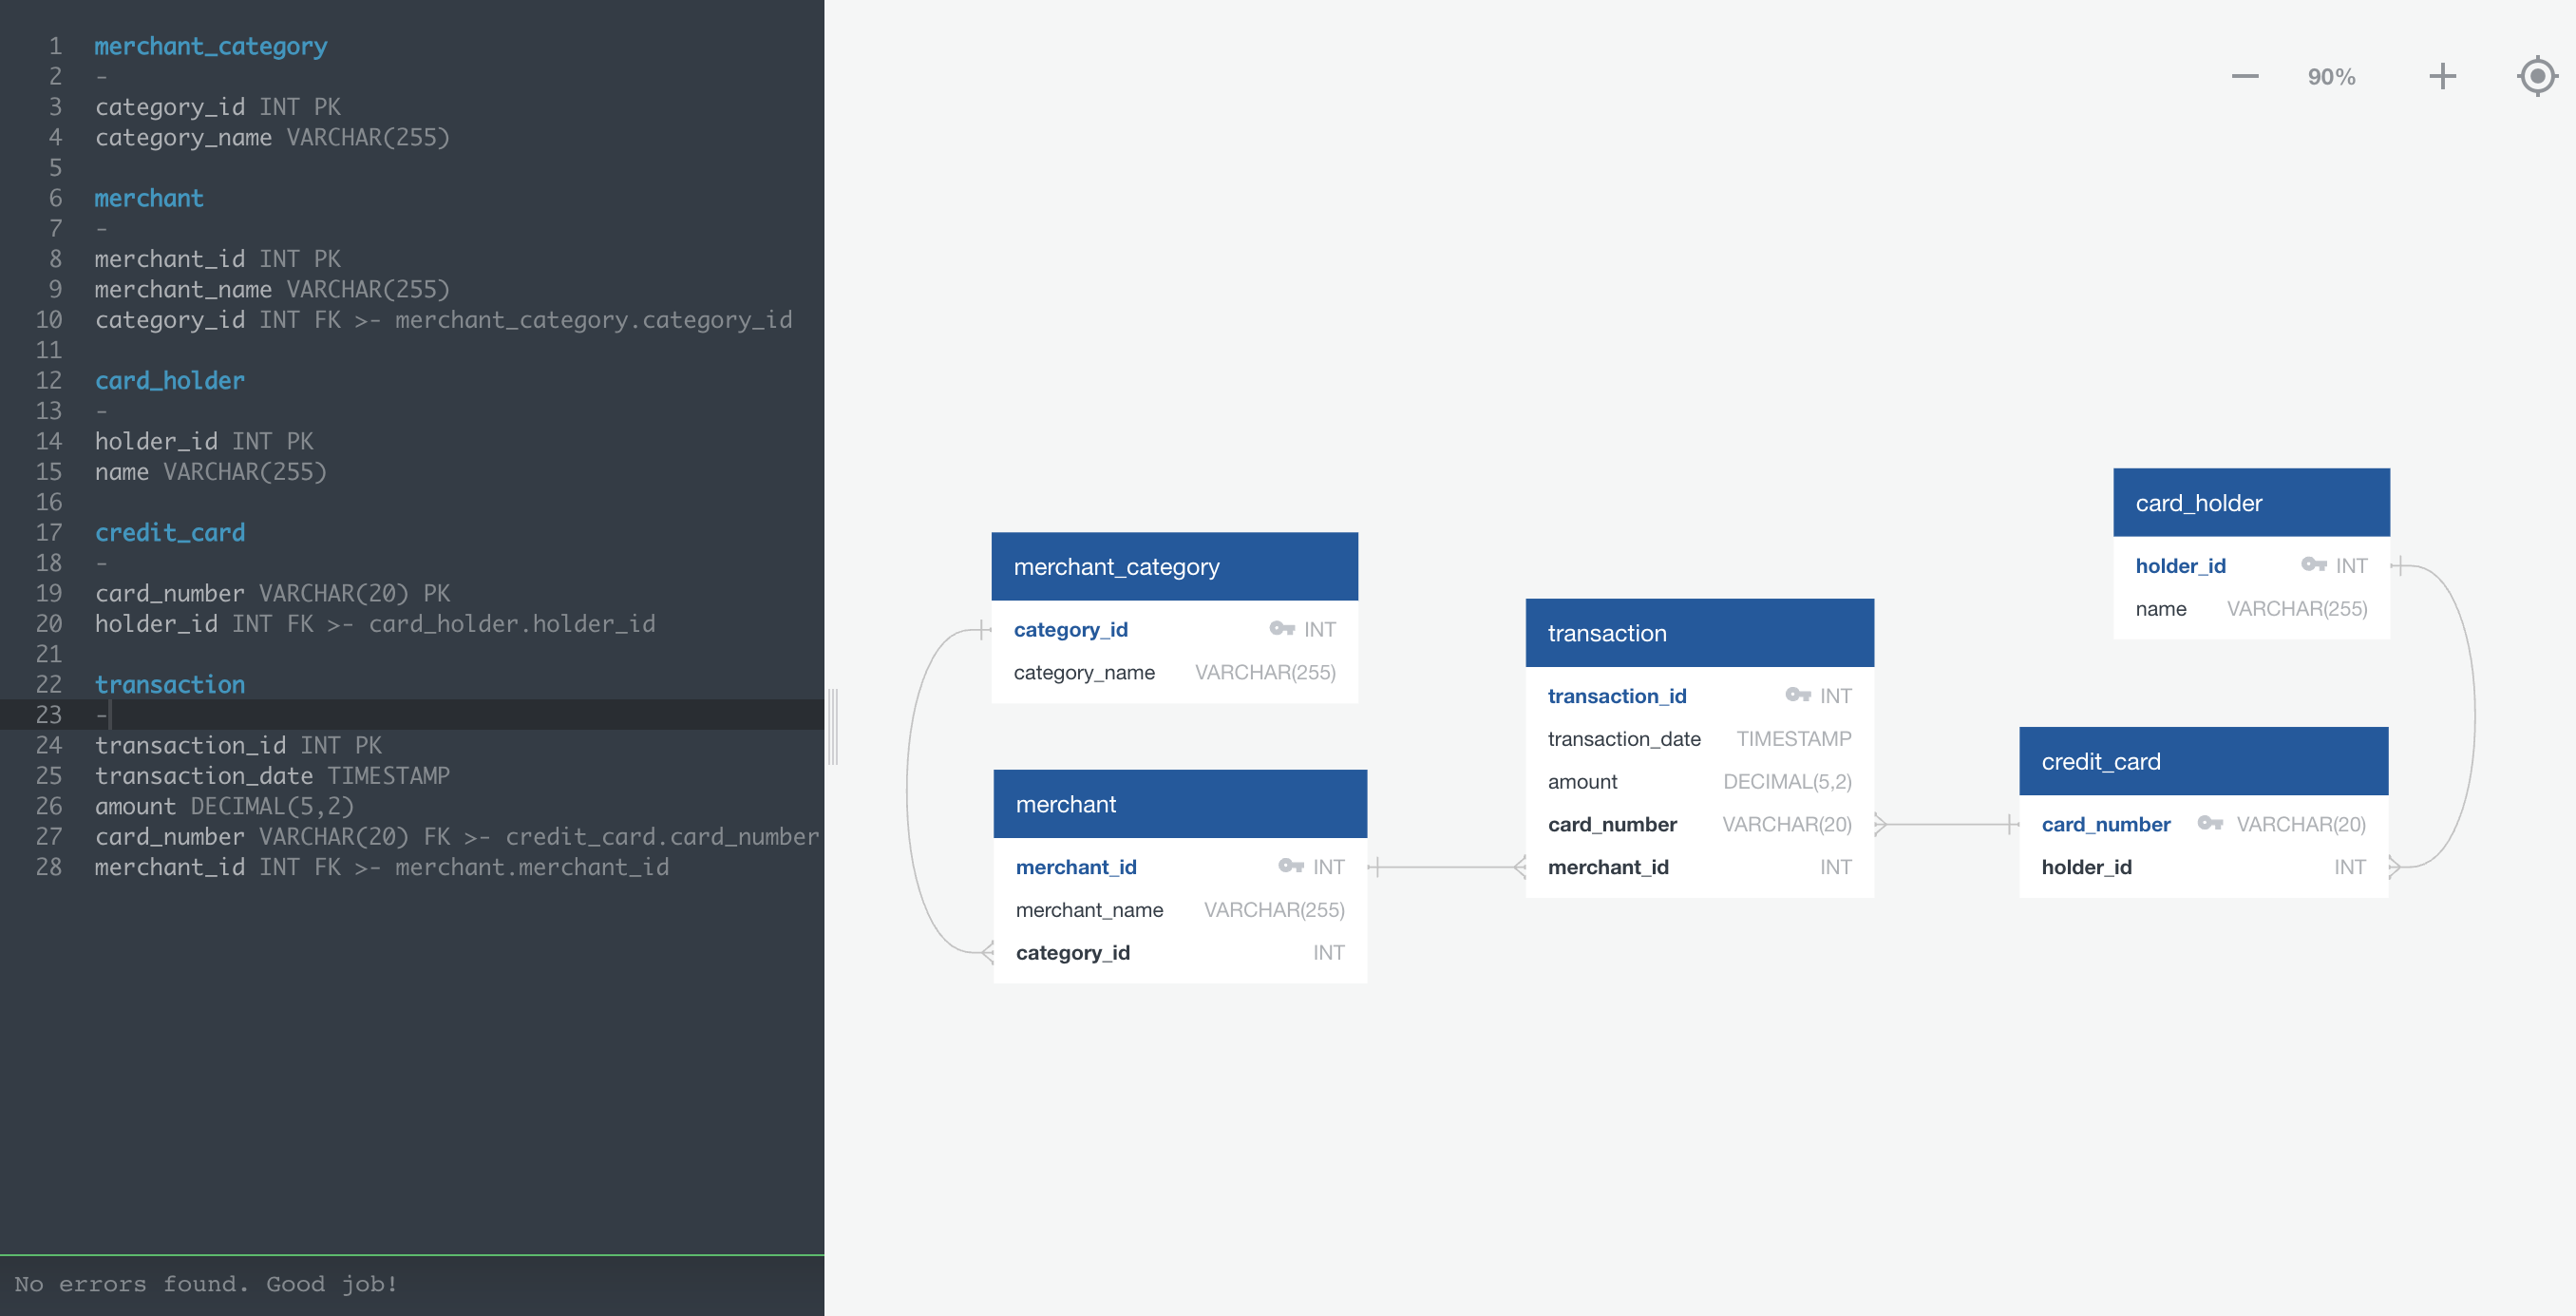 1 merchant_category
2 -
3 category_id INT PK
4 category_name VARCHAR(255)
5
6 merchant
7 -
8 merchant_id INT PK
9 merchant_name VARCHAR(255)
10 category_id INT FK >- merchant_category.category_id
11
12 card_holder
13 -
14 holder_id INT PK
15 name VARCHAR(255)
16
17 credit_card
18 -
19 card_number VARCHAR(20) PK
20 holder_id INT FK >- card_holder.holder_id
21
22 transaction
23 -
24 transaction_id INT PK
25 transaction_date TIMESTAMP
26 amount DECIMAL(5,2)
27 card_number VARCHAR(20) FK >- credit_card.card_number
28 merchant_id INT FK >- merchant.merchant_id
No errors found. Good job!
90%
merchant_category
category_id INT
category_name VARCHAR(255)
merchant
merchant_id INT
merchant_name VARCHAR(255)
category_id INT
transaction
transaction_id INT
transaction_date TIMESTAMP
amount DECIMAL(5,2)
card_number VARCHAR(20)
merchant_id INT
card_holder
holder_id INT
name VARCHAR(255)
credit_card
card_number VARCHAR(20)
holder_id INT